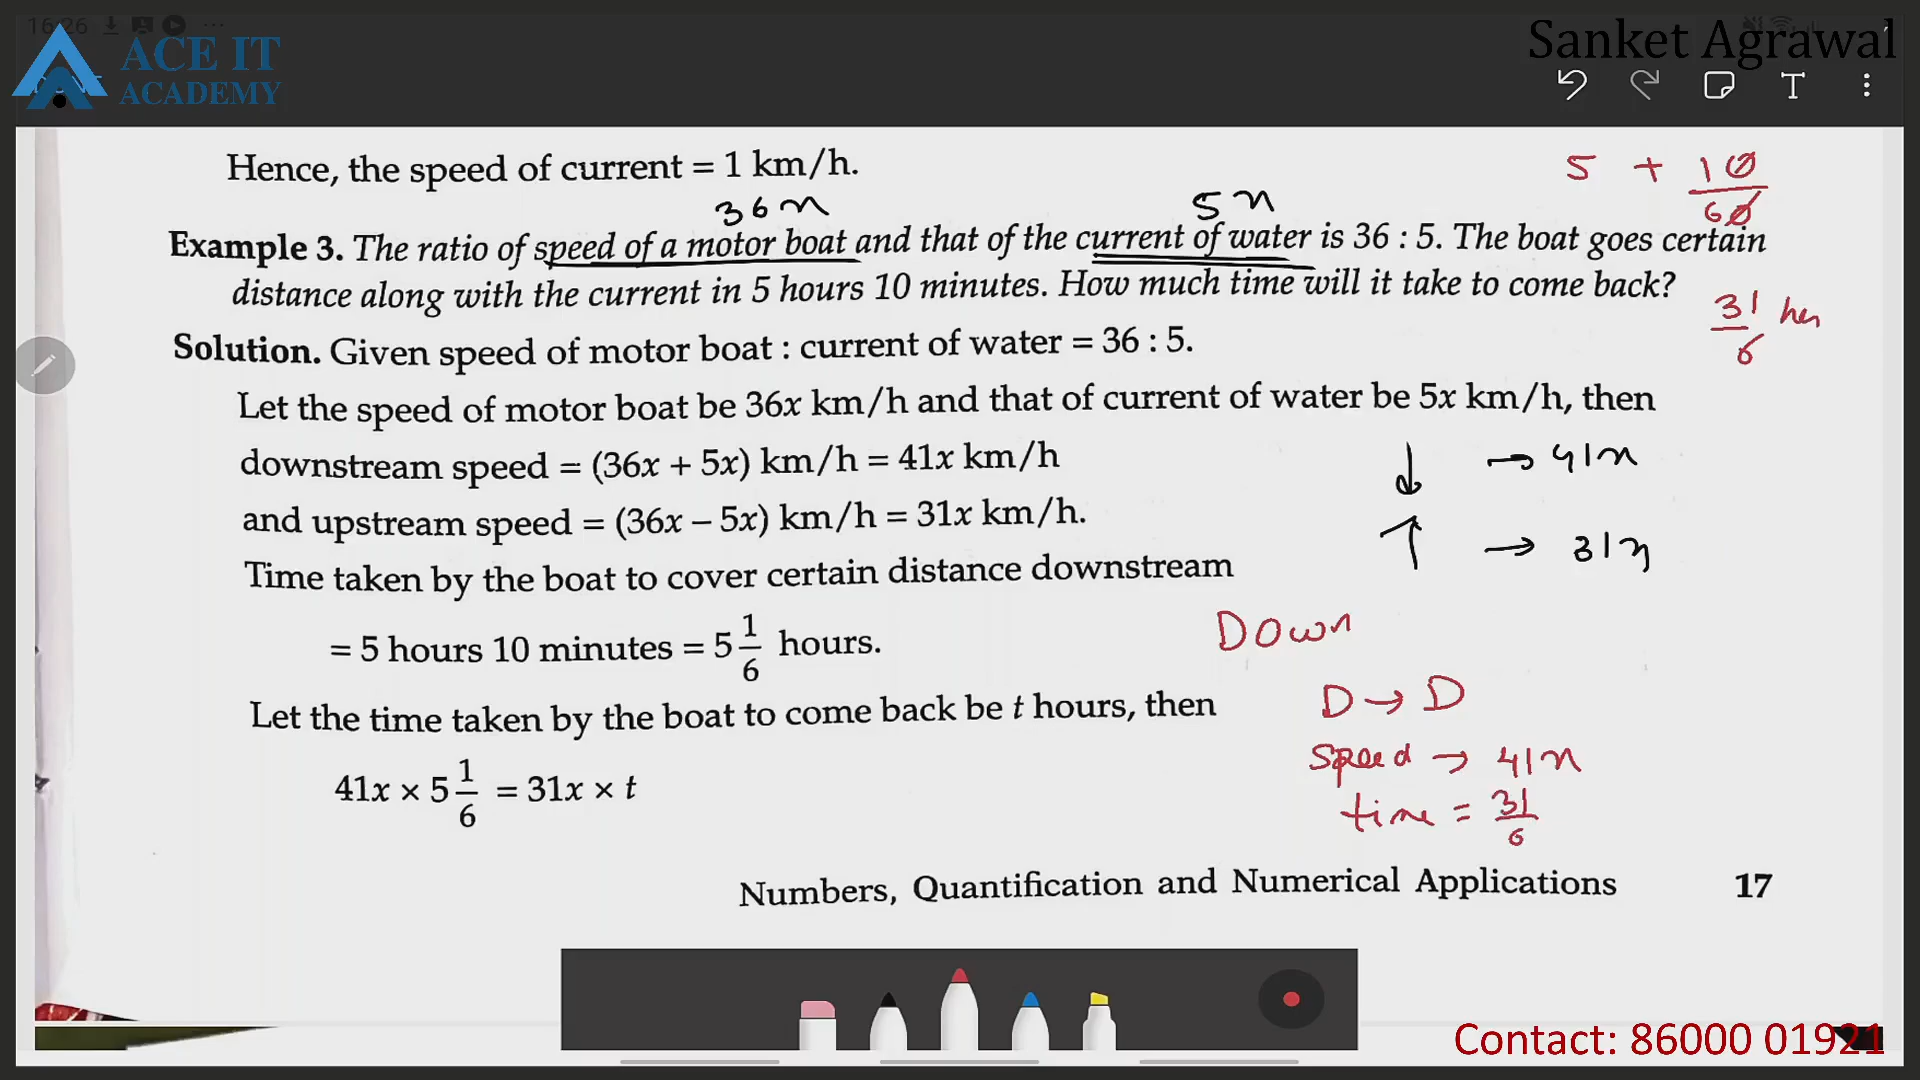 16:26
ACE IT
ACADEMY
Sanket Agrawal
T
Hence, the speed of current = 1 km/h.
5 + 10/60
36x
5x
Example 3. The ratio of speed of a motor boat and that of the current of water is 36 : 5. The boat goes certain
distance along with the current in 5 hours 10 minutes. How much time will it take to come back?
31/6 hrs
Solution. Given speed of motor boat : current of water = 36 : 5.
Let the speed of motor boat be 36x km/h and that of current of water be 5x km/h, then
downstream speed = (36x + 5x) km/h = 41x km/h
↓ → 41x
and upstream speed = (36x – 5x) km/h = 31x km/h.
↑ → 31x
Time taken by the boat to cover certain distance downstream
= 5 hours 10 minutes = 5 1/6 hours.
Down
Let the time taken by the boat to come back be t hours, then
D → D
41x × 5 1/6 = 31x × t
Speed → 41x
time = 31/6
Numbers, Quantification and Numerical Applications 17
Contact: 86000 01921